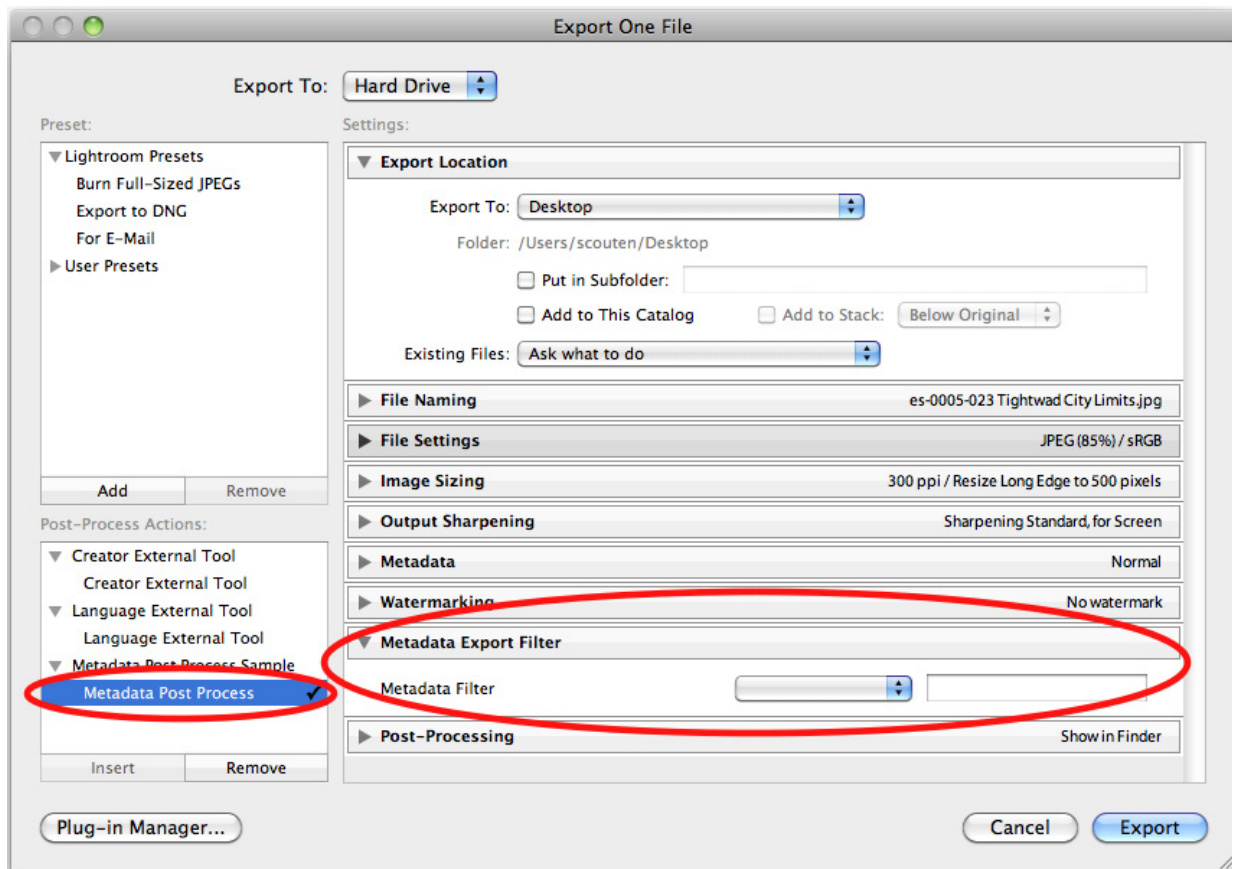 Export One File
Export To: Hard Drive
Preset:
Lightroom Presets
Burn Full-Sized JPEGs
Export to DNG
For E-Mail
User Presets
Add Remove
Post-Process Actions:
Creator External Tool
Creator External Tool
Language External Tool
Language External Tool
Metadata Post Process Sample
Metadata Post Process ✓
Insert Remove
Settings:
Export Location
Export To: Desktop
Folder: /Users/scouten/Desktop
Put in Subfolder:
Add to This Catalog Add to Stack: Below Original
Existing Files: Ask what to do
File Naming es-0005-023 Tightwad City Limits.jpg
File Settings JPEG (85%) / sRGB
Image Sizing 300 ppi / Resize Long Edge to 500 pixels
Output Sharpening Sharpening Standard, for Screen
Metadata Normal
Watermarking No watermark
Metadata Export Filter
Metadata Filter
Post-Processing Show in Finder
Plug-in Manager... Cancel Export